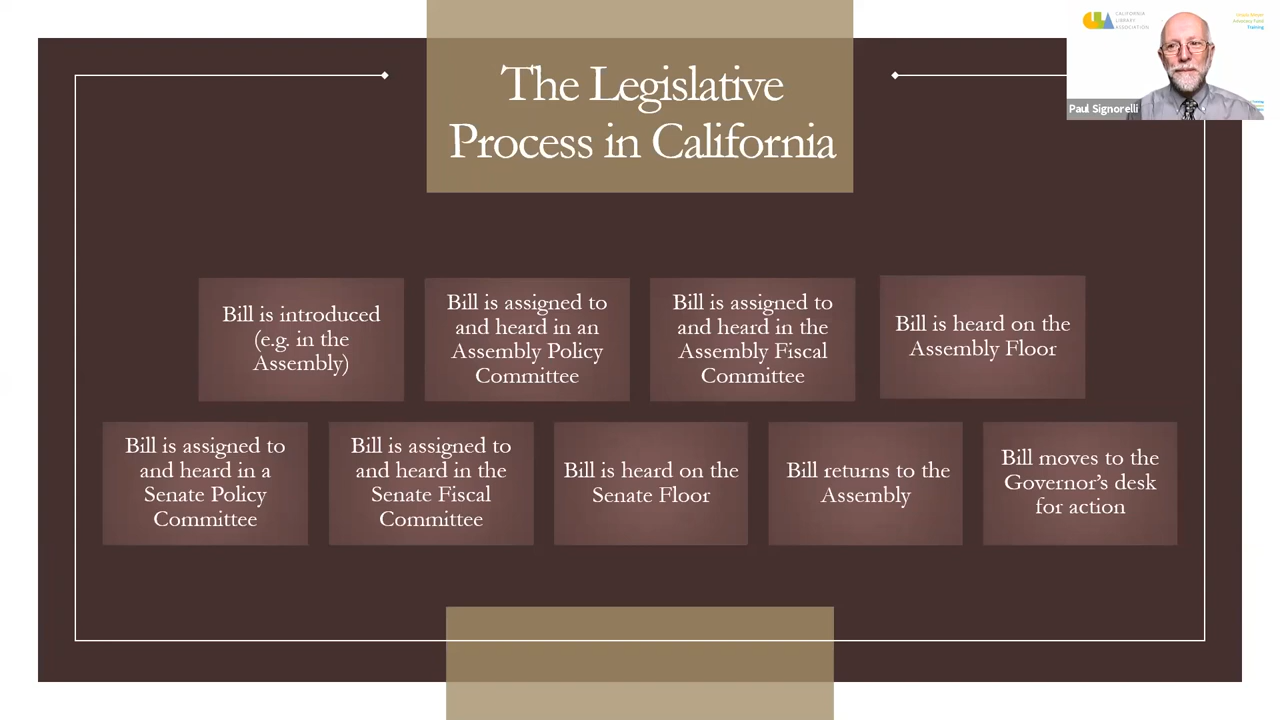 The Legislative
Process in California
CALIFORNIA
LIBRARY
ASSOCIATION
Training
Paul Signorelli
Bill is introduced
(e.g. in the
Assembly)
Bill is assigned to
and heard in an
Assembly Policy
Committee
Bill is assigned to
and heard in the
Assembly Fiscal
Committee
Bill is heard on the
Assembly Floor
Bill is assigned to
and heard in a
Senate Policy
Committee
Bill is assigned to
and heard in the
Senate Fiscal
Committee
Bill is heard on the
Senate Floor
Bill returns to the
Assembly
Bill moves to the
Governor’s desk
for action